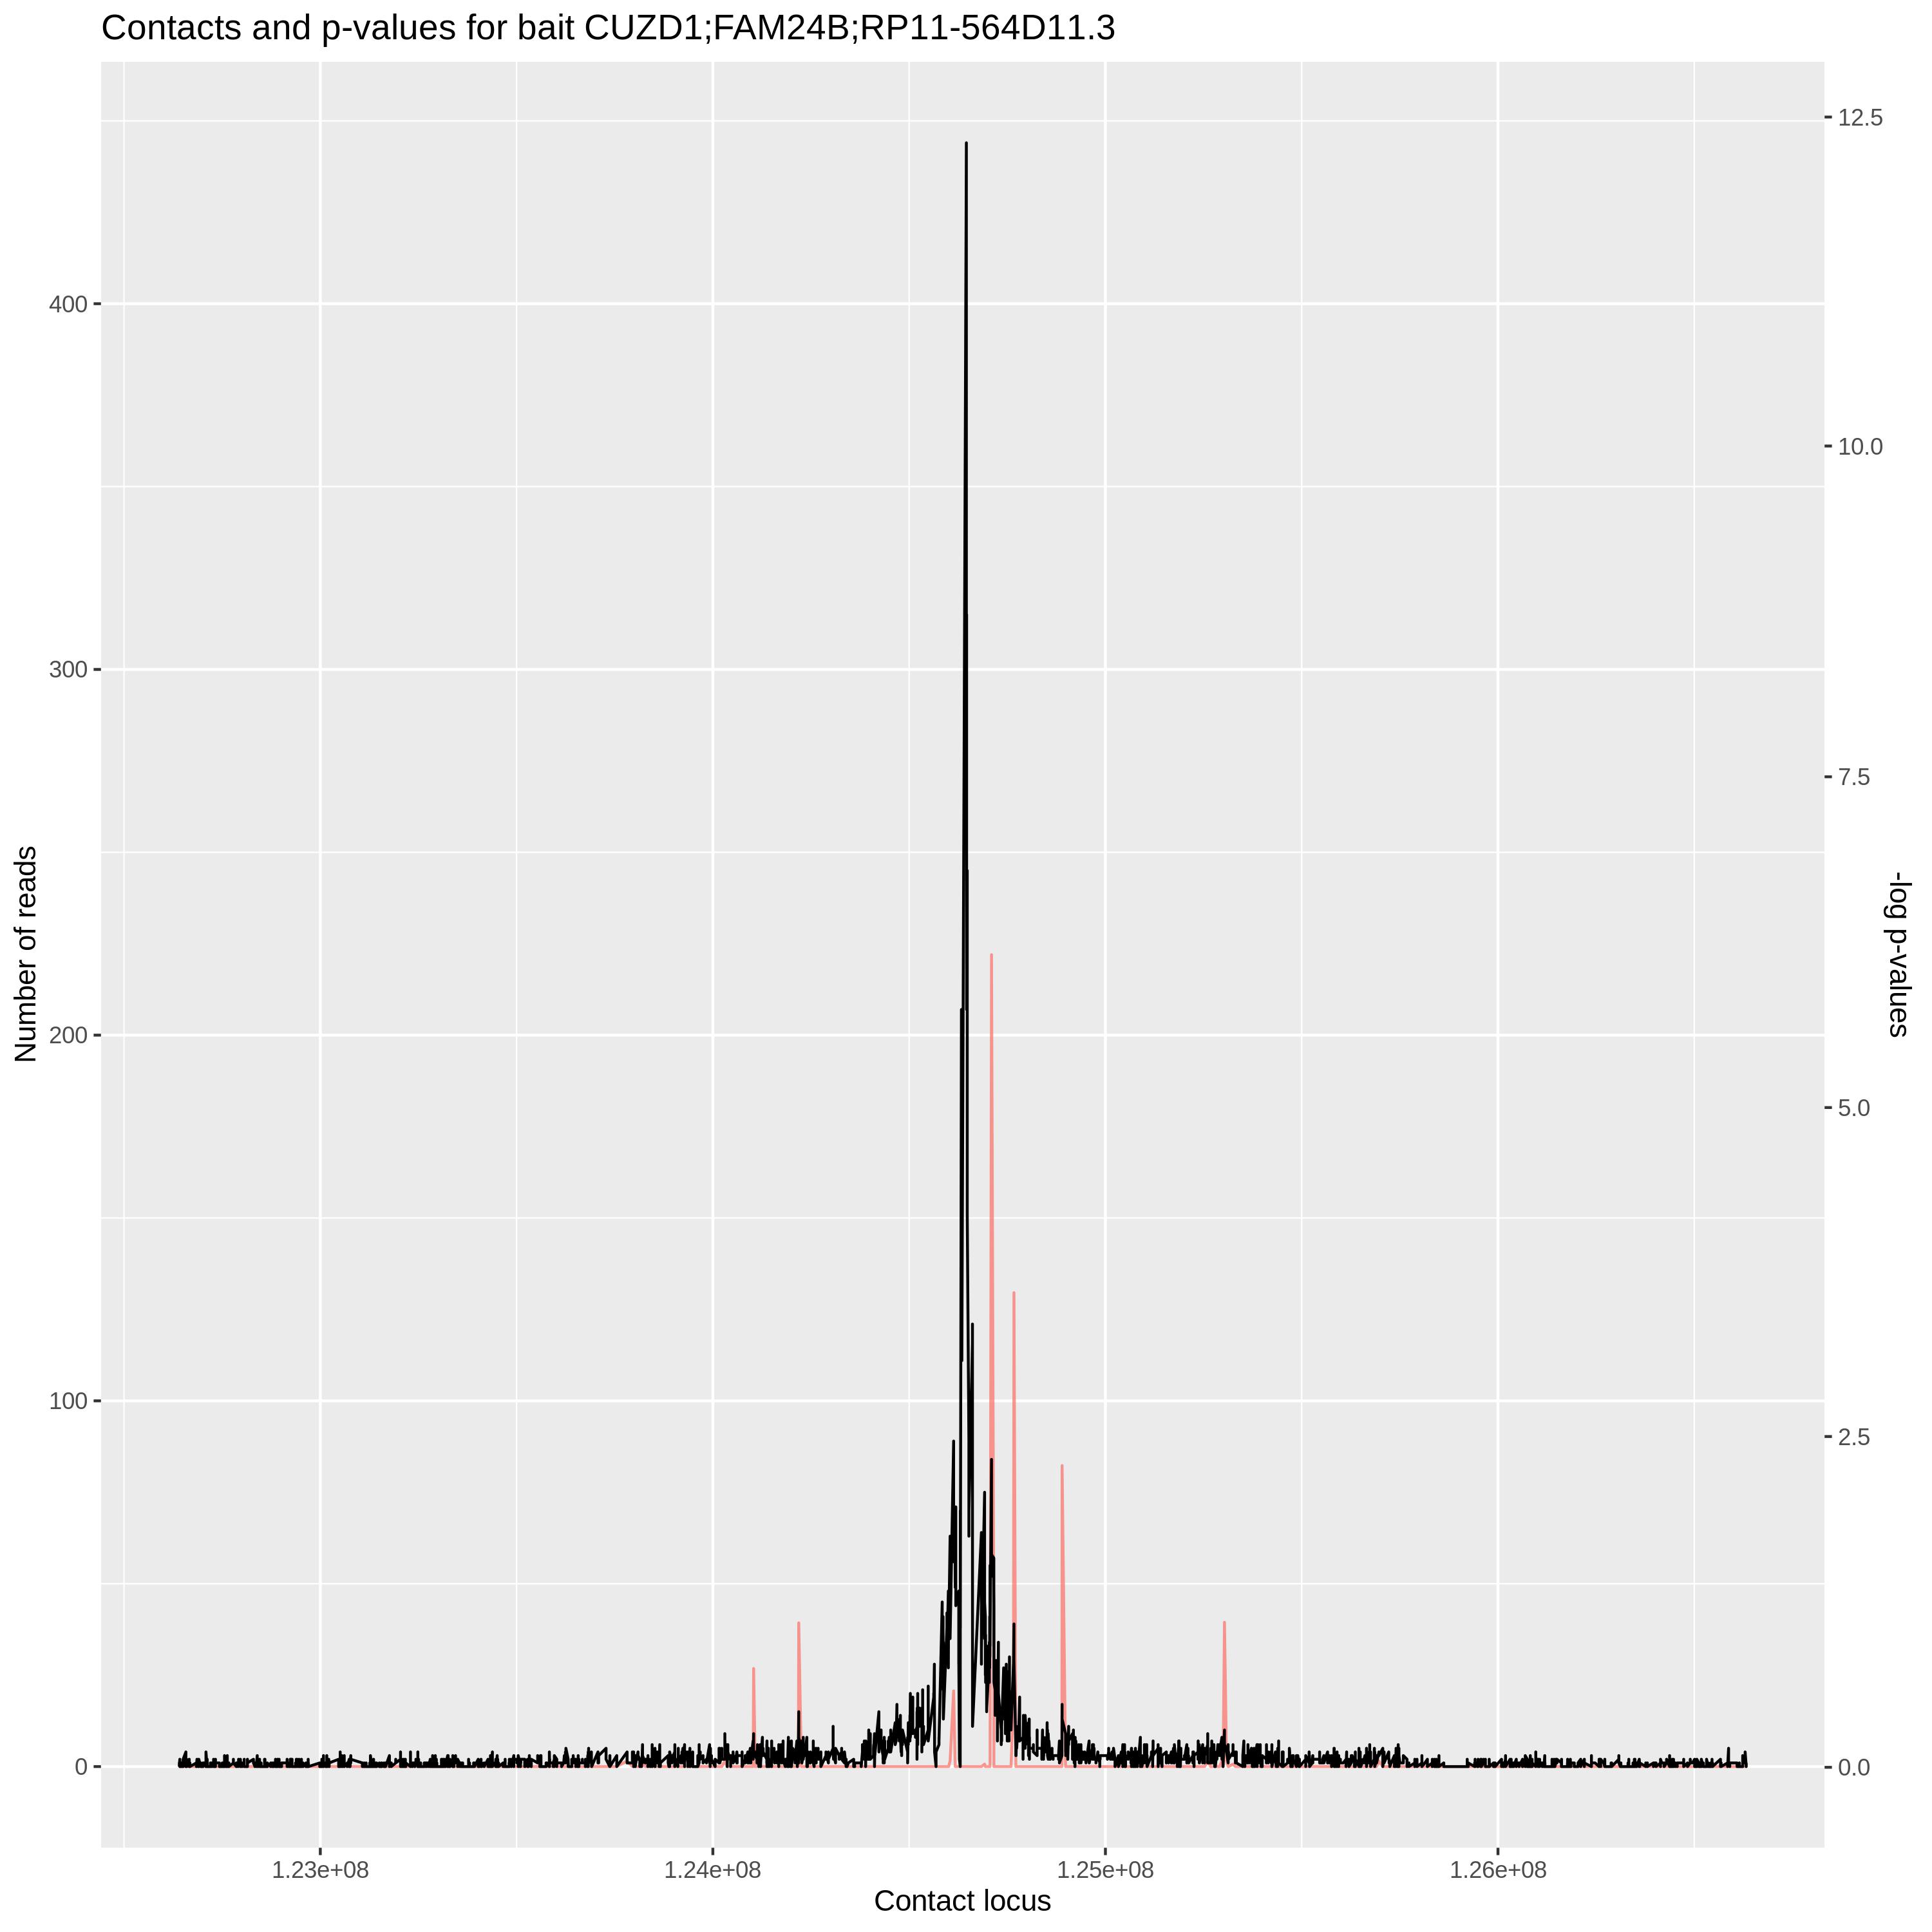 Contacts and p-values for bait CUZD1;FAM24B;RP11-564D11.3
Number of reads
400
300
200
100
0
12.5
10.0
7.5
5.0
2.5
0.0
-log p-values
1.23e+08
1.24e+08
1.25e+08
1.26e+08
Contact locus